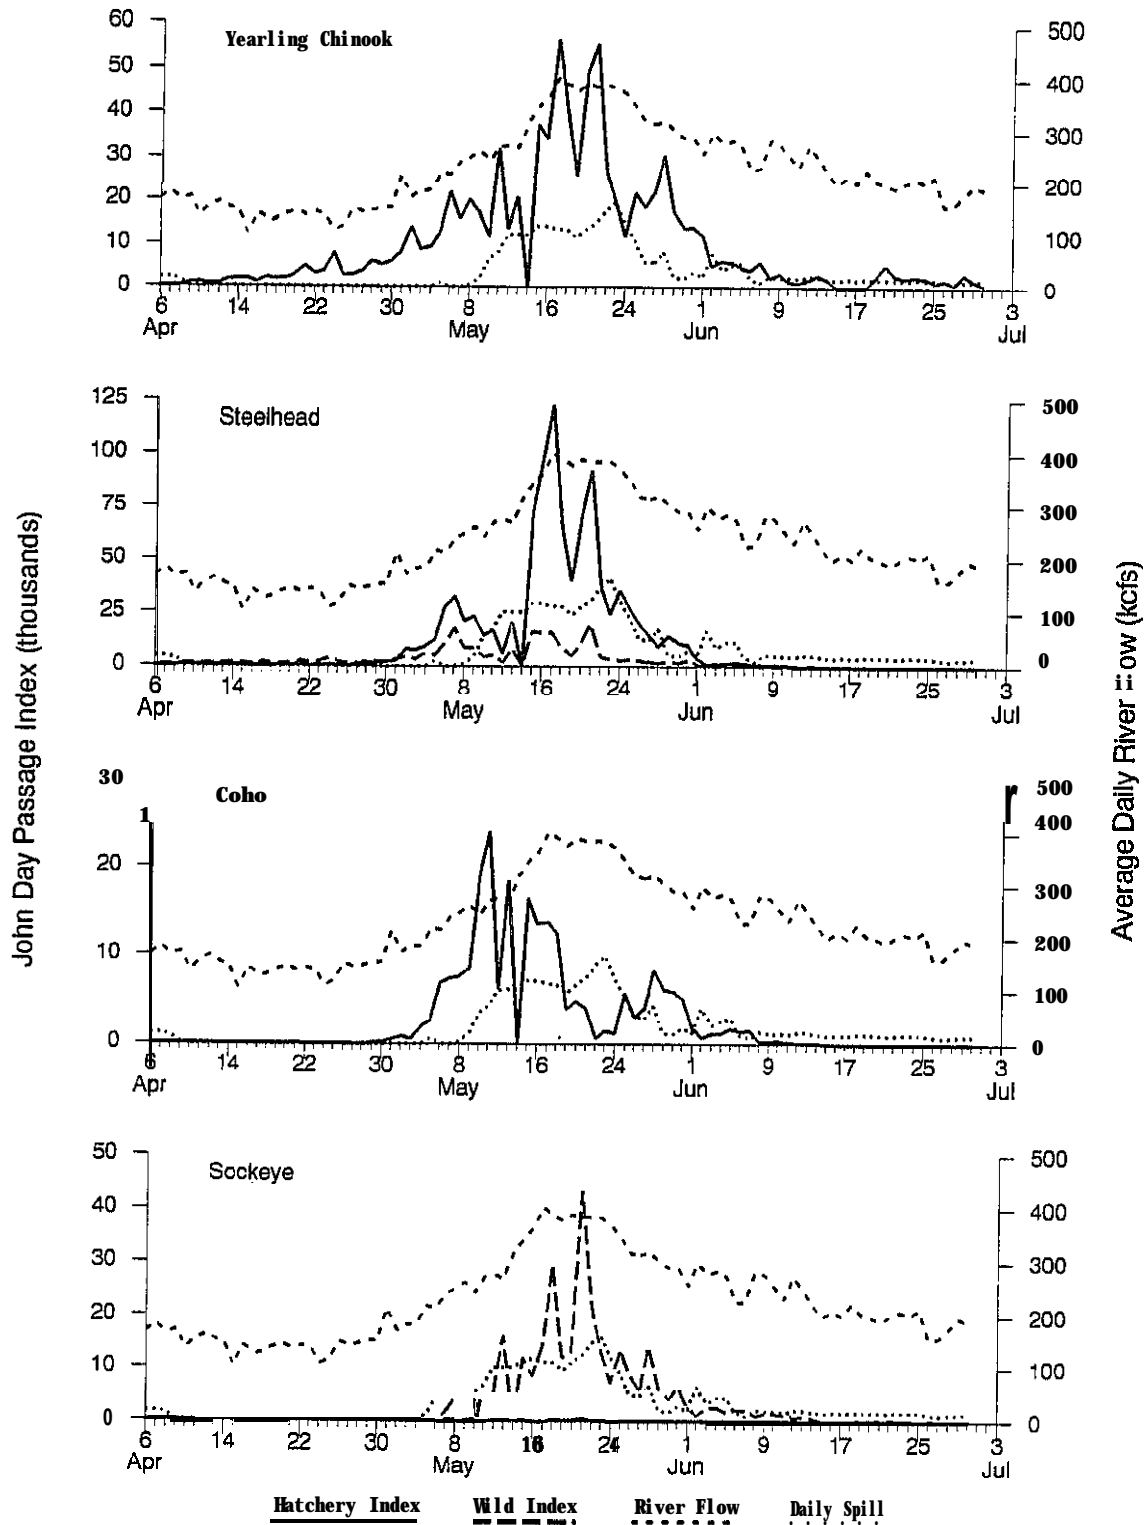 Yearling Chinook
60
50
40
30
20
10
0
500
400
300
200
100
0
6 14 22 30 8 16 24 1 9 17 25 3
Apr May Jun Jul
Steelhead
125
100
75
50
25
0
500
400
300
200
100
0
6 14 22 30 8 16 24 1 9 17 25 3
Apr May Jun Jul
John Day Passage Index (thousands)
Average Daily River iiow (kcfs)
Coho
30
1
20
10
0
r 500
400
300
200
100
0
6 14 22 30 8 16 24 1 9 17 25 3
Apr May Jun Jul
Sockeye
50
40
30
20
10
0
500
400
300
200
100
0
6 14 22 30 8 16 24 1 9 17 25 3
Apr May Jun Jul
Hatchery Index Wild Index River Flow Daily Spill